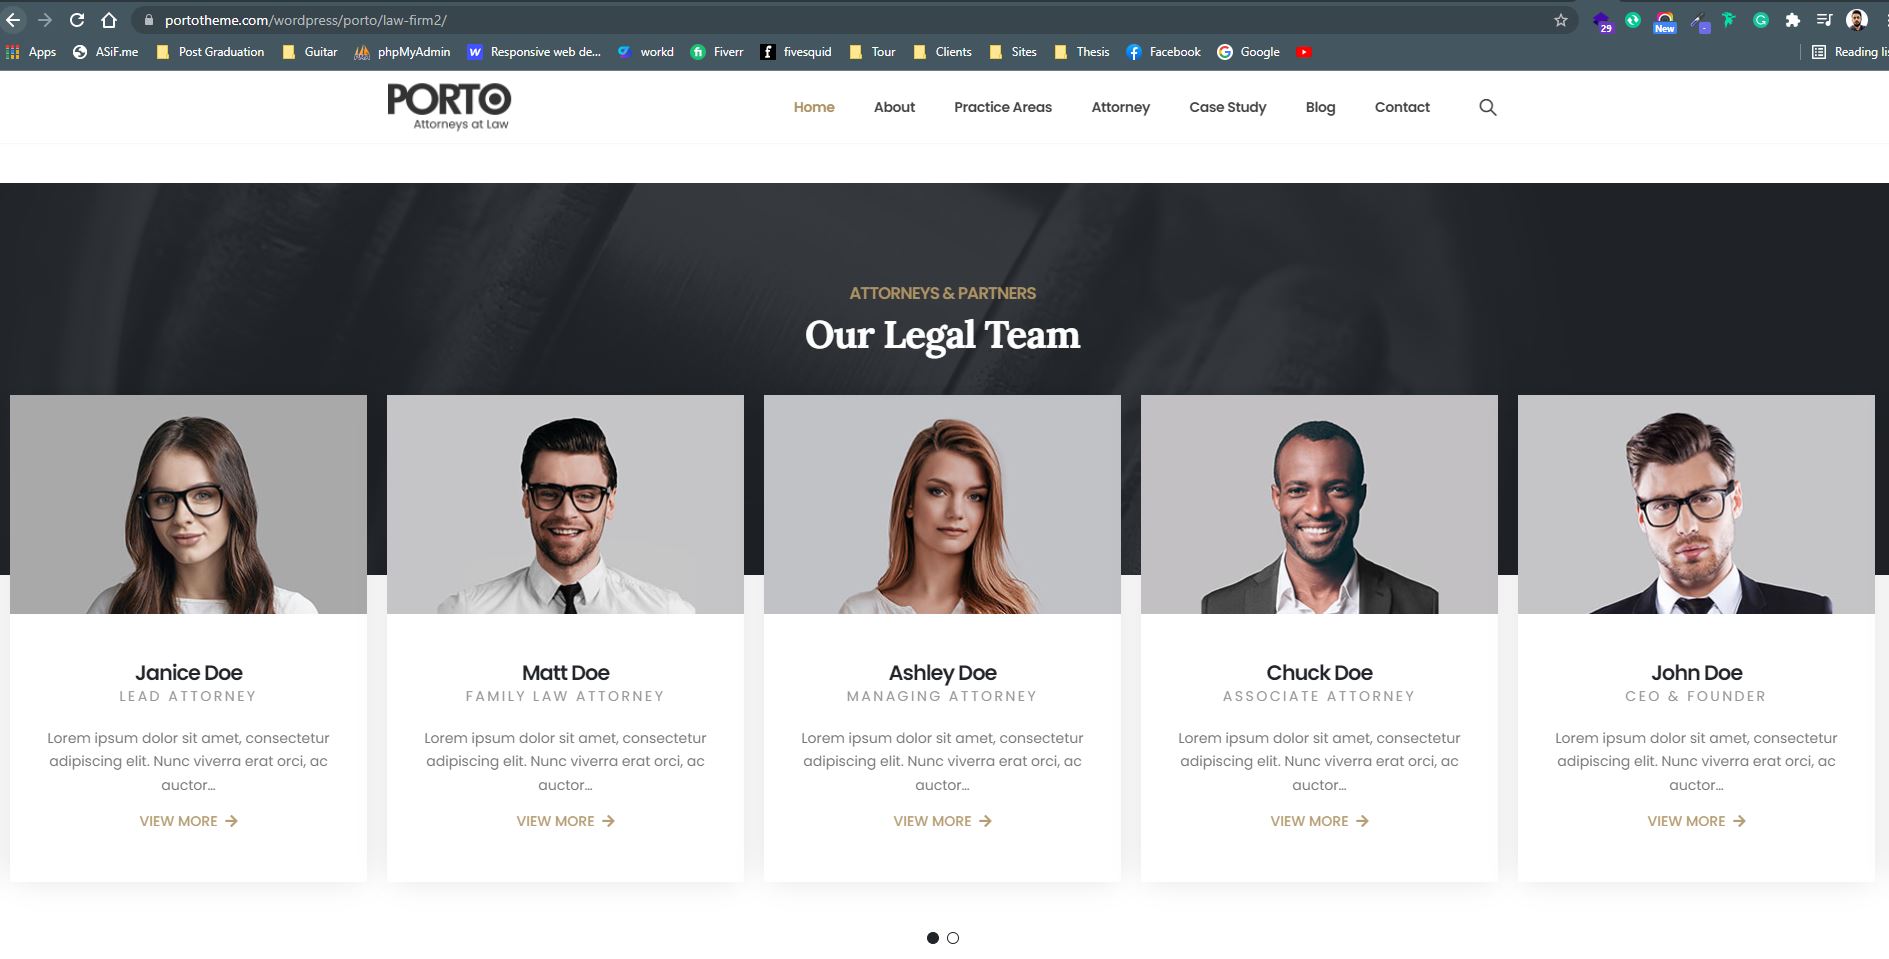 portotheme.com/wordpress/porto/law-firm2/
29
New
Apps ASiF.me Post Graduation Guitar phpMyAdmin Responsive web de... workd Fiverr fivesquid Tour Clients Sites Thesis Facebook Google Reading lis
PORTO
Attorneys at Law
Home About Practice Areas Attorney Case Study Blog Contact
ATTORNEYS & PARTNERS
Our Legal Team
Janice Doe
LEAD ATTORNEY
Lorem ipsum dolor sit amet, consectetur
adipiscing elit. Nunc viverra erat orci, ac
auctor...
VIEW MORE
Matt Doe
FAMILY LAW ATTORNEY
Lorem ipsum dolor sit amet, consectetur
adipiscing elit. Nunc viverra erat orci, ac
auctor...
VIEW MORE
Ashley Doe
MANAGING ATTORNEY
Lorem ipsum dolor sit amet, consectetur
adipiscing elit. Nunc viverra erat orci, ac
auctor...
VIEW MORE
Chuck Doe
ASSOCIATE ATTORNEY
Lorem ipsum dolor sit amet, consectetur
adipiscing elit. Nunc viverra erat orci, ac
auctor...
VIEW MORE
John Doe
CEO & FOUNDER
Lorem ipsum dolor sit amet, consectetur
adipiscing elit. Nunc viverra erat orci, ac
auctor...
VIEW MORE